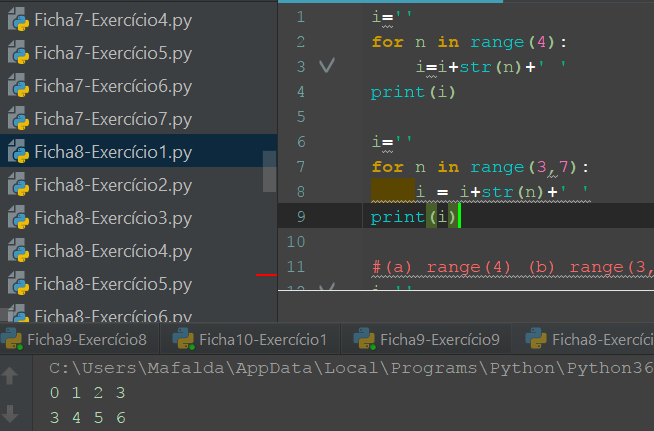 Ficha7-Exercício4.py
Ficha7-Exercício5.py
Ficha7-Exercício6.py
Ficha7-Exercício7.py
Ficha8-Exercício1.py
Ficha8-Exercício2.py
Ficha8-Exercício3.py
Ficha8-Exercício4.py
Ficha8-Exercício5.py
Ficha8-Exercício6.py
1 i=''
2 for n in range(4):
3 i=i+str(n)+' '
4 print(i)
5
6 i=''
7 for n in range(3,7):
8 i = i+str(n)+' '
9 print(i)
10
11 #(a) range(4) (b) range(3,
12 i=''
Ficha9-Exercício8 Ficha10-Exercício1 Ficha9-Exercício9 Ficha8-Exercíci
C:\Users\Mafalda\AppData\Local\Programs\Python\Python36
0 1 2 3
3 4 5 6